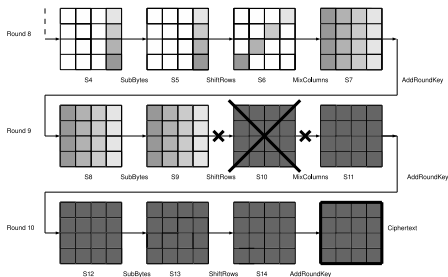 Round 8
S4 SubBytes S5 ShiftRows S6 MixColumns S7 AddRoundKey
Round 9
S8 SubBytes S9 ShiftRows S10 MixColumns S11 AddRoundKey
Round 10 Ciphertext
S12 SubBytes S13 ShiftRows S14 AddRoundKey